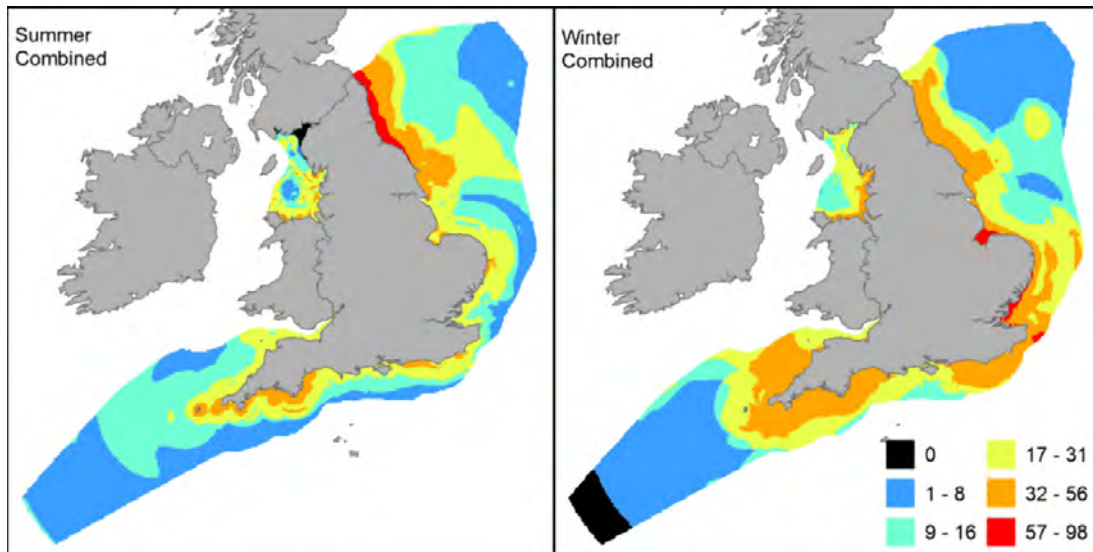 Summer
Combined
Winter
Combined
0
1 - 8
9 - 16
17 - 31
32 - 56
57 - 98